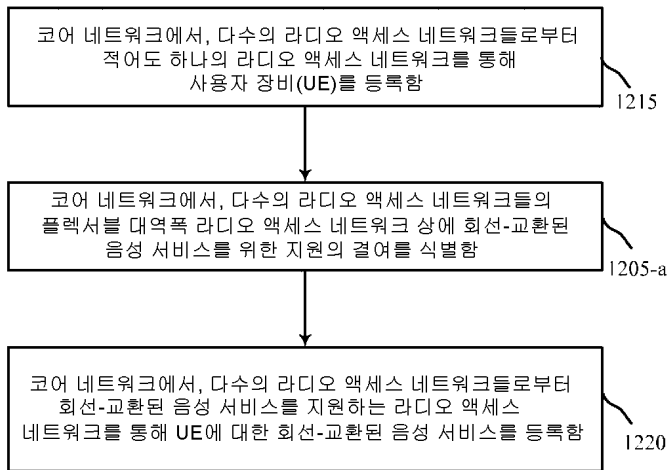 코어 네트워크에서, 다수의 라디오 액세스 네트워크들로부터
적어도 하나의 라디오 액세스 네트워크를 통해
사용자 장비(UE)를 등록함
1215
코어 네트워크에서, 다수의 라디오 액세스 네트워크들의
플렉서블 대역폭 라디오 액세스 네트워크 상에 회선-교환된
음성 서비스를 위한 지원의 결여를 식별함
1205-a
코어 네트워크에서, 다수의 라디오 액세스 네트워크들로부터
회선-교환된 음성 서비스를 지원하는 라디오 액세스
네트워크를 통해 UE에 대한 회선-교환된 음성 서비스를 등록함
1220